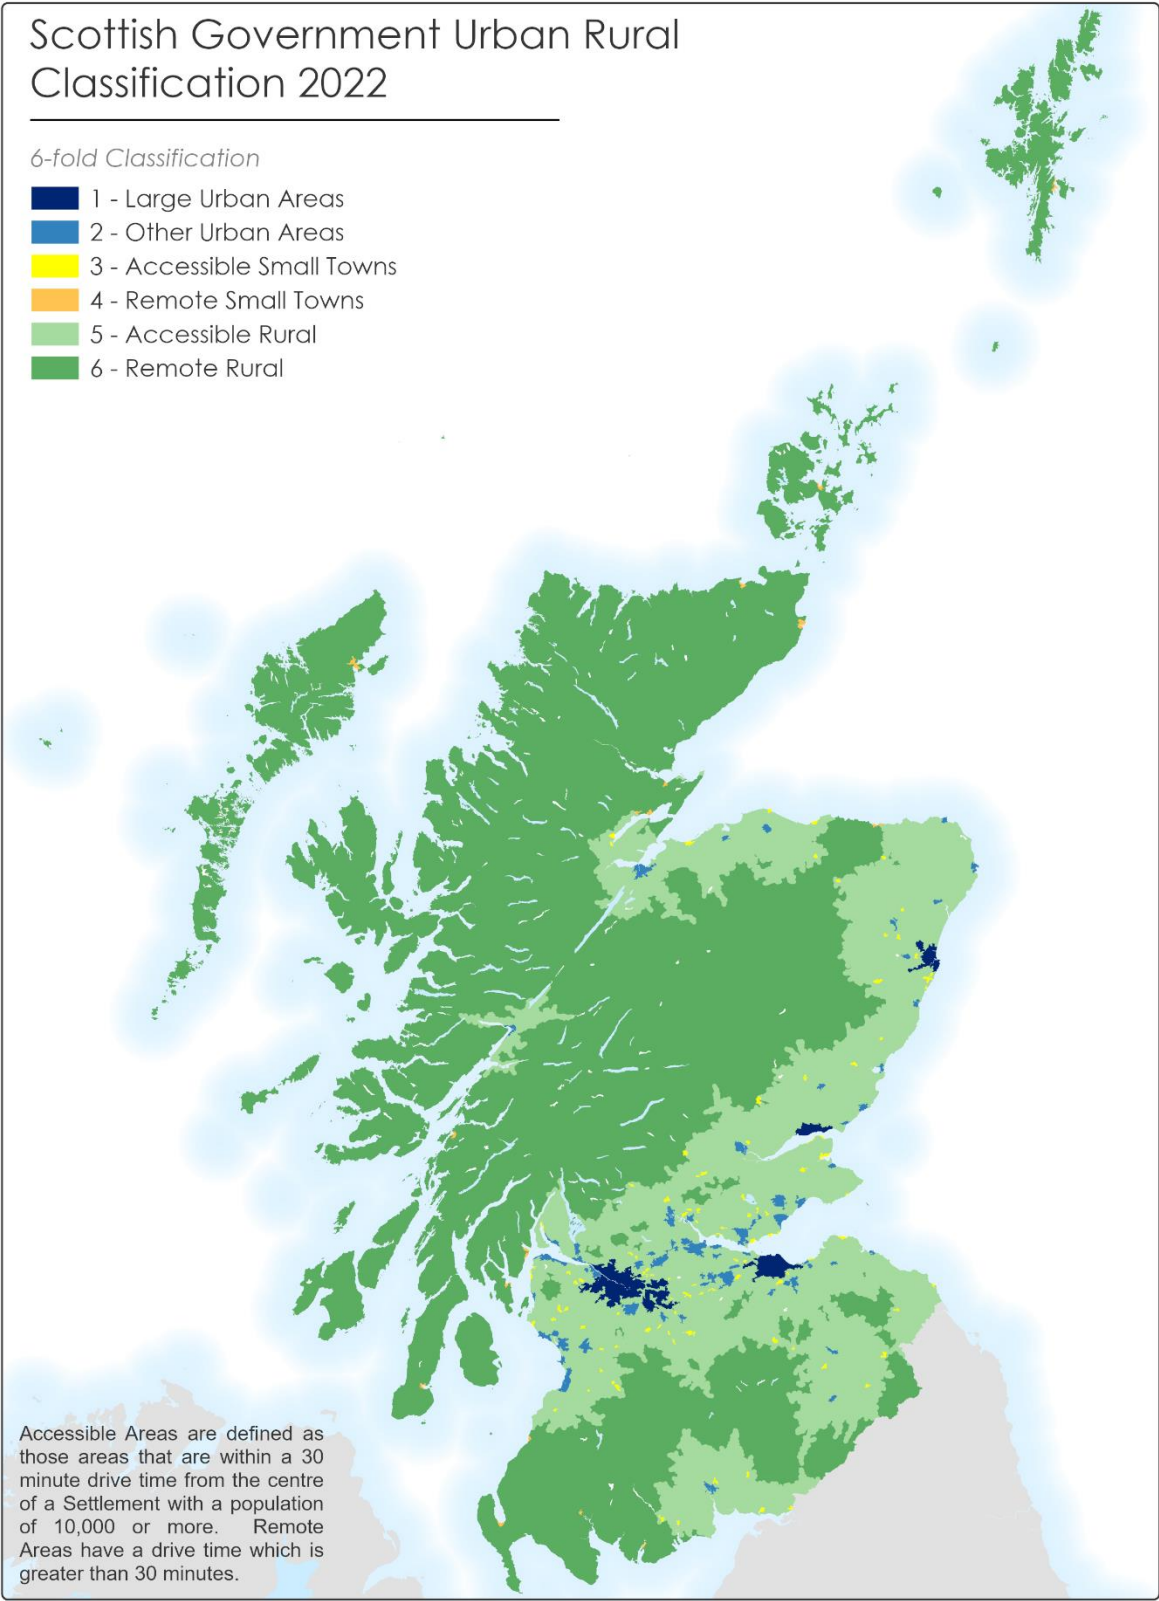 Scottish Government Urban Rural
Classification 2022
6-fold Classification
1 - Large Urban Areas
2 - Other Urban Areas
3 - Accessible Small Towns
4 - Remote Small Towns
5 - Accessible Rural
6 - Remote Rural
Accessible Areas are defined as
those areas that are within a 30
minute drive time from the centre
of a Settlement with a population
of 10,000 or more. Remote
Areas have a drive time which is
greater than 30 minutes.